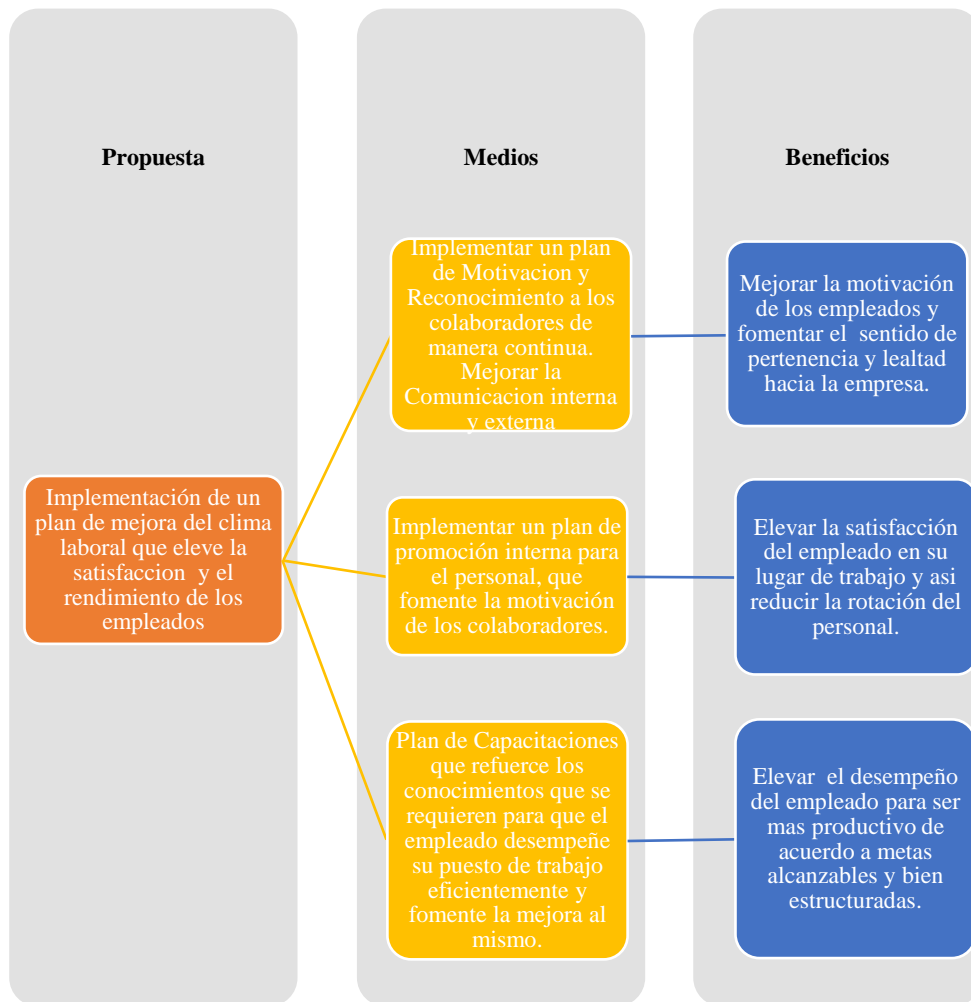 Propuesta
Medios
Beneficios
Implementación de un
plan de mejora del clima
laboral que eleve la
satisfaccion y el
rendimiento de los
empleados
Implementar un plan
de Motivacion y
Reconocimiento a los
colaboradores de
manera continua.
Mejorar la
Comunicacion interna
y externa
Mejorar la motivación
de los empleados y
fomentar el sentido de
pertenencia y lealtad
hacia la empresa.
Implementar un plan de
promoción interna para
el personal, que
fomente la motivación
de los colaboradores.
Elevar la satisfacción
del empleado en su
lugar de trabajo y asi
reducir la rotación del
personal.
Plan de Capacitaciones
que refuerce los
conocimientos que se
requieren para que el
empleado desempeñe
su puesto de trabajo
eficientemente y
fomente la mejora al
mismo.
Elevar el desempeño
del empleado para ser
mas productivo de
acuerdo a metas
alcanzables y bien
estructuradas.